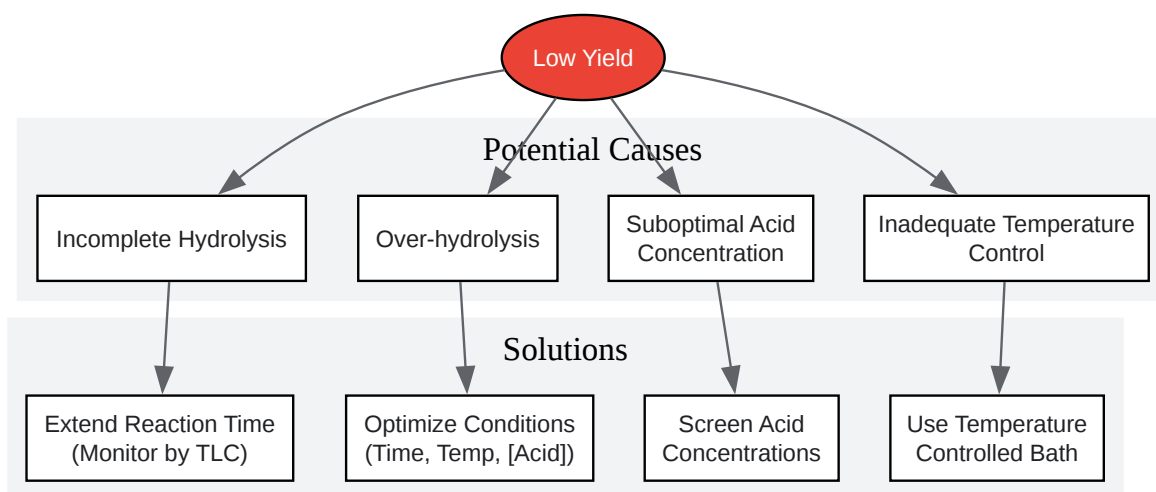 Low Yield
Potential Causes
Incomplete Hydrolysis
Over-hydrolysis
Suboptimal Acid
Concentration
Inadequate Temperature
Control
Solutions
Extend Reaction Time
(Monitor by TLC)
Optimize Conditions
(Time, Temp, [Acid])
Screen Acid
Concentrations
Use Temperature
Controlled Bath